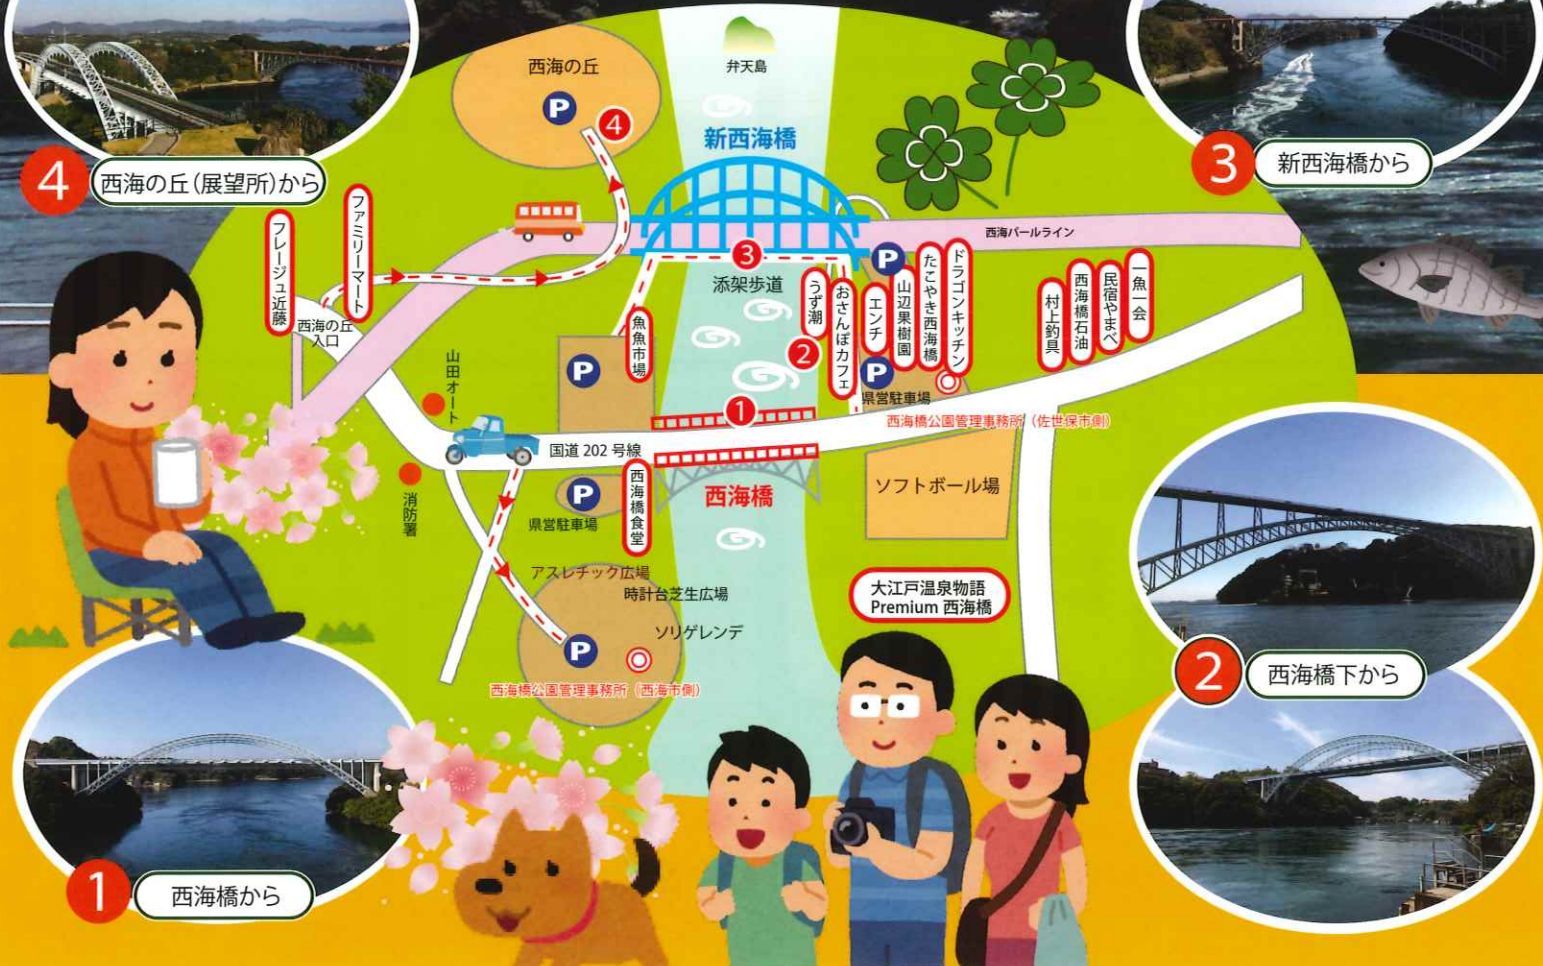 西海の丘
P
4
弁天島
新西海橋
4
西海の丘(展望所)から
3
新西海橋から
フレージュ近藤
ファミリーマート
西海の丘
入口
西海パールライン
3
添架歩道
魚魚市場
うず潮
2
おさんぽカフェ
P
エンチ
山辺果樹園
たこやき西海橋
ドラゴンキッチン
村上釣具
西海橋石油
民宿やまべ
一魚一会
山田オート
P
P
県営駐車場
西海橋公園管理事務所(佐世保市側)
1
国道 202 号線
西海橋
消防署
P
県営駐車場
西海橋食堂
ソフトボール場
アスレチック広場
時計台芝生広場
ソリゲレンデ
P
西海橋公園管理事務所(西海市側)
大江戸温泉物語
Premium 西海橋
2
西海橋下から
1
西海橋から